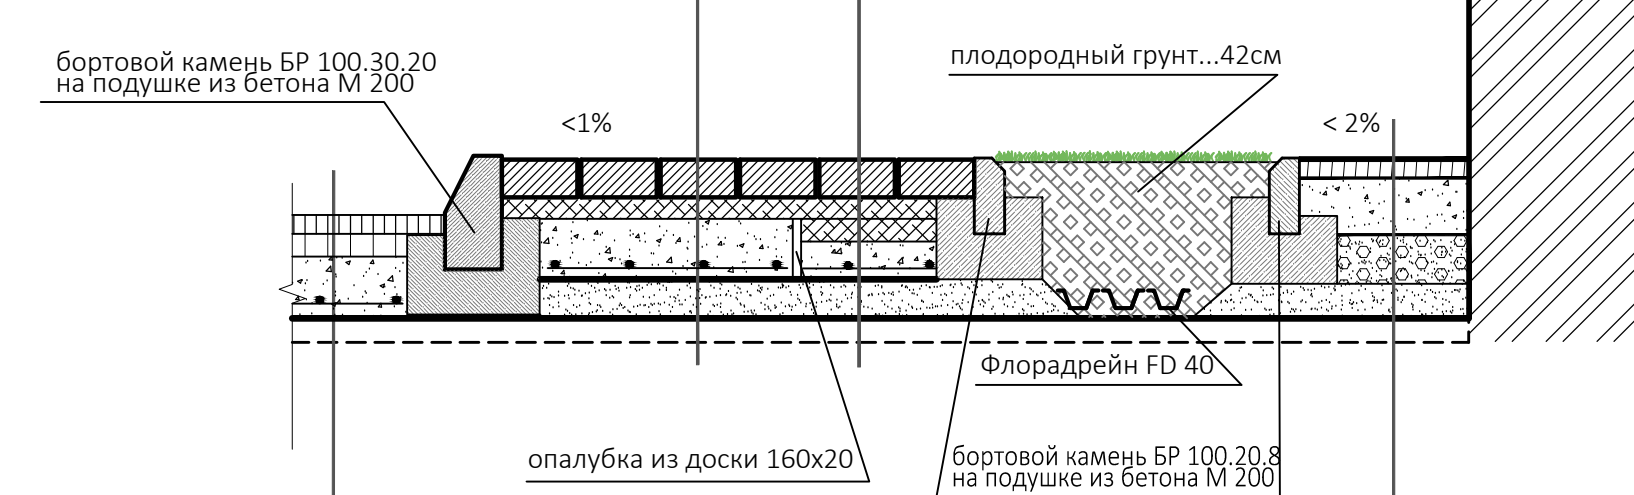 бортовой камень БР 100.30.20
на подушке из бетона М 200
плодородный грунт...42см
<1%
< 2%
Флорадрейн FD 40
опалубка из доски 160х20
бортовой камень БР 100.20.8
на подушке из бетона М 200